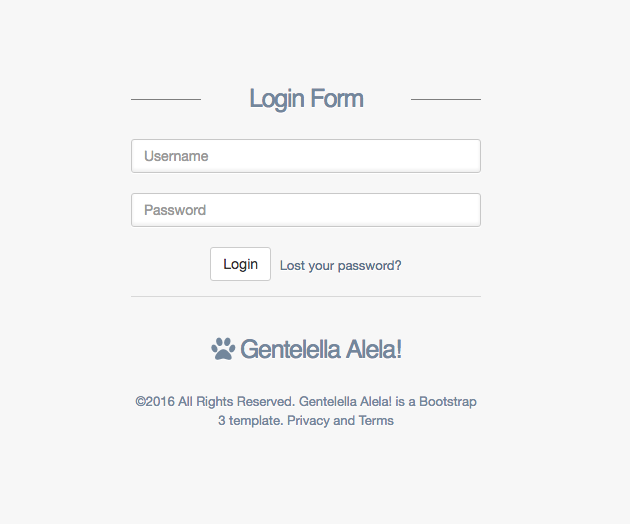 Login Form
Username
Password
Login Lost your password?
Gentelella Alela!
©2016 All Rights Reserved. Gentelella Alela! is a Bootstrap
3 template. Privacy and Terms